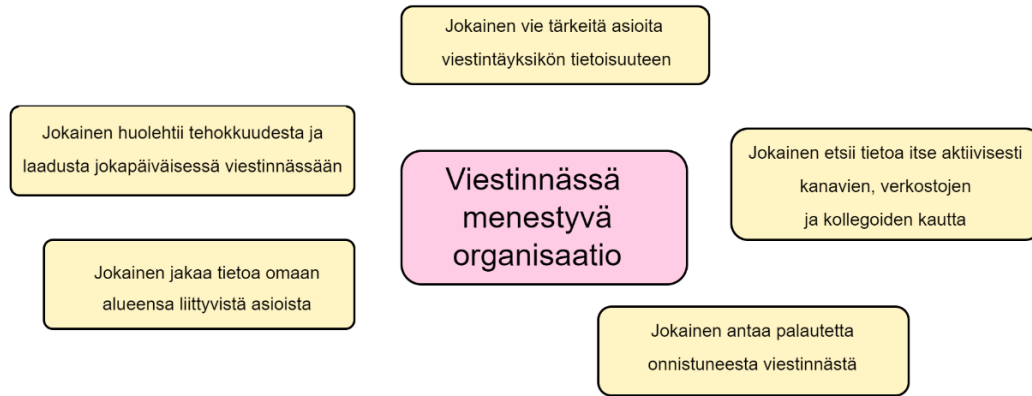 Jokainen vie tärkeitä asioita
viestintäyksikön tietoisuuteen
Jokainen huolehtii tehokkuudesta ja
laadusta jokapäiväisessä viestinnässään
Viestinnässä
menestyvä
organisaatio
Jokainen etsii tietoa itse aktiivisesti
kanavien, verkostojen
ja kollegoiden kautta
Jokainen jakaa tietoa omaan
alueensa liittyvistä asioista
Jokainen antaa palautetta
onnistuneesta viestinnästä